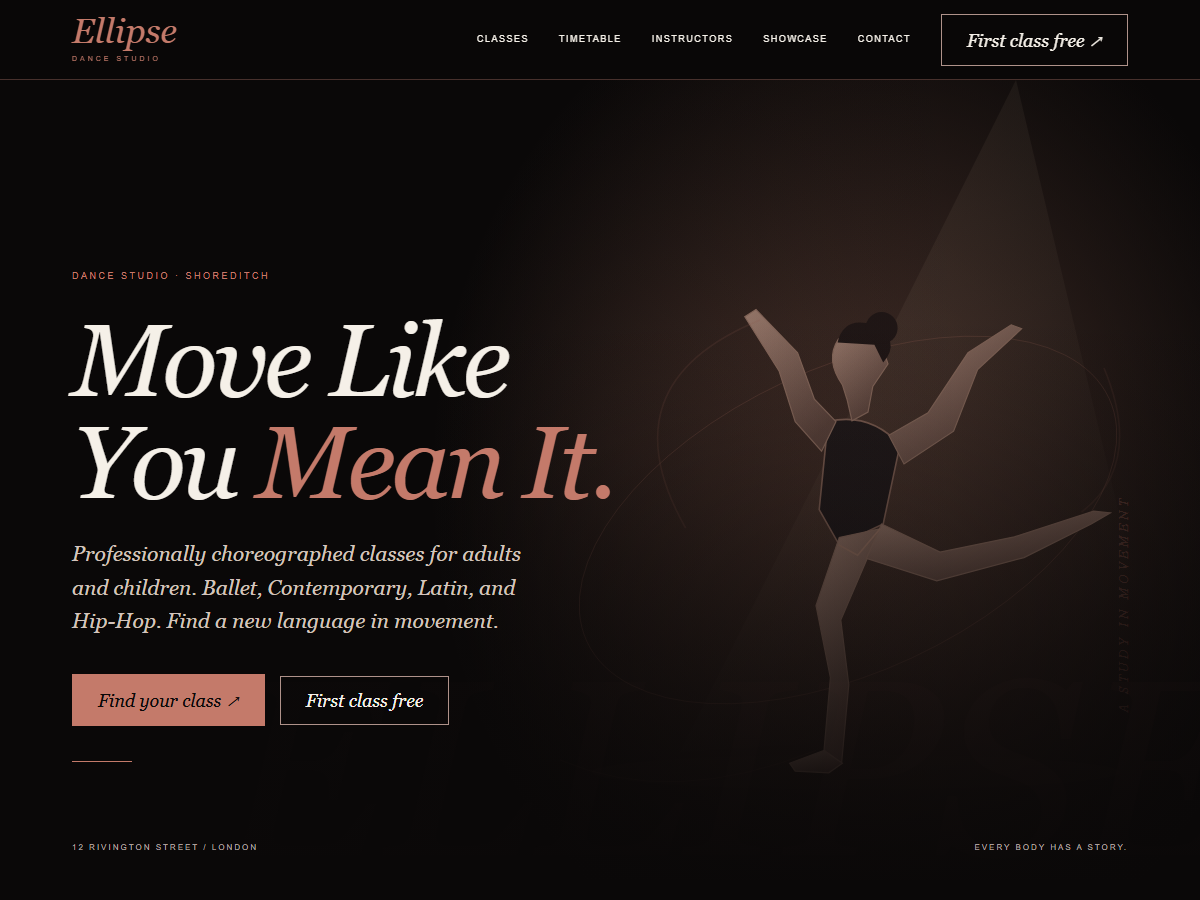 Ellipse
DANCE STUDIO
CLASSES
TIMETABLE
INSTRUCTORS
SHOWCASE
CONTACT
First class free ↗
DANCE STUDIO · SHOREDITCH
Move Like
You Mean It.
Professionally choreographed classes for adults
and children. Ballet, Contemporary, Latin, and
Hip-Hop. Find a new language in movement.
Find your class ↗
First class free
A STUDY IN MOVEMENT
12 RIVINGTON STREET / LONDON
EVERY BODY HAS A STORY.